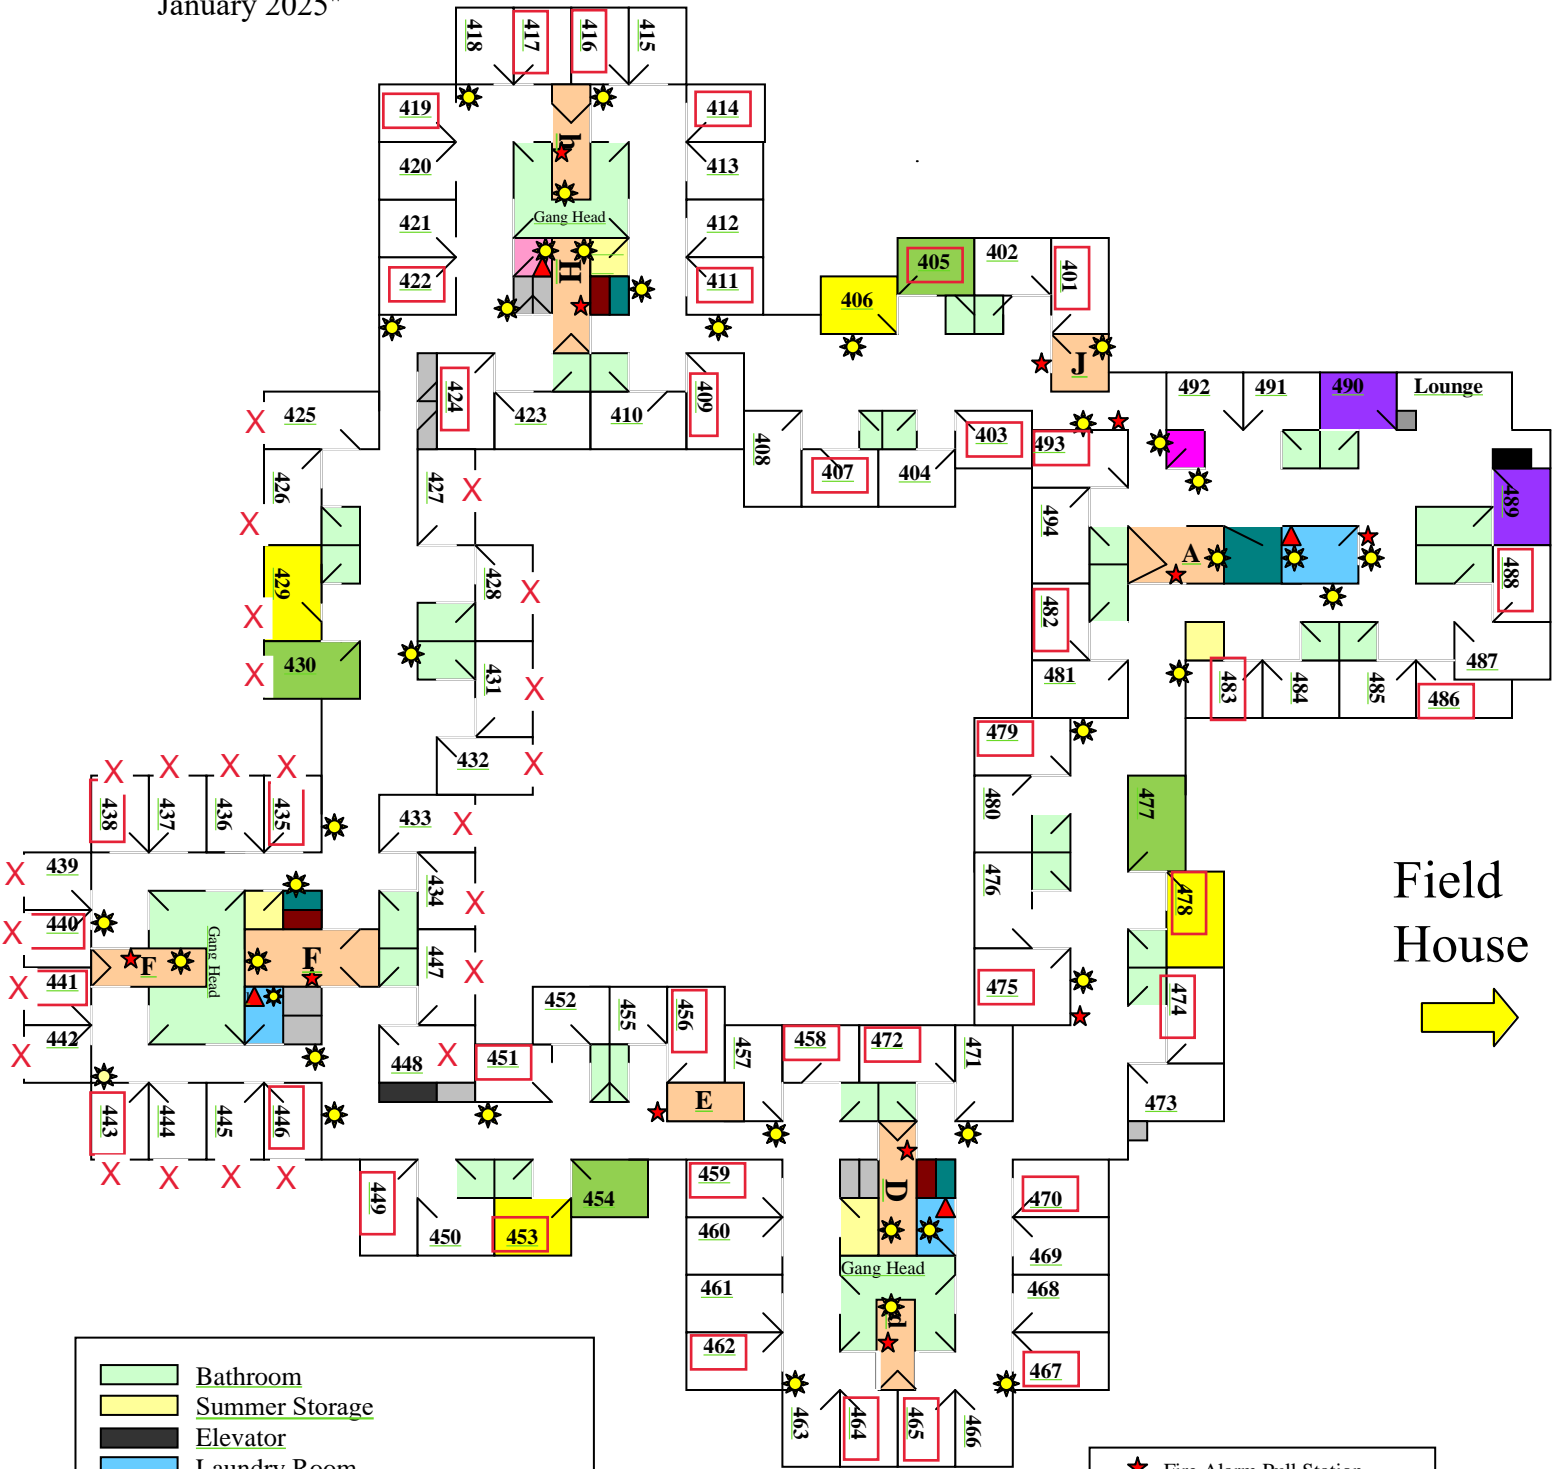 January 2025"
418 417 416 415
419 414
h
420 413
421 Gang Head 412
422 H 411
406 405 402 401
J
424 423 410 409
408 407 404 403 493
492 491 490 Lounge
425
426 427
494 A 489
429 428 488
482
430 431 481 483 484 485 486 487
432 479
433 480 477
438 437 436 435
439 434 476 478
440
F Gang Head F 447
441 475 474
442 448 451 452 455 456 457 458 472 471
E 473
443 444 445 446
449 450 453 454
459 D 470
460 469
Gang Head
461 468
d
462 467
463 464 465 466
Field
House
X X X X X X X X X X X X X X X X X X X X X X X X X
Bathroom
Summer Storage
Elevator
Laundry Room
Fire Alarm Pull Station